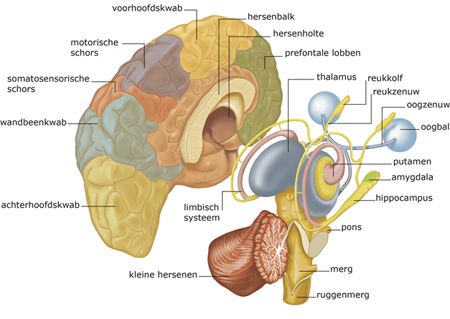 voorhoofdskwab
hersenbalk
hersenholte
motorische
schors
prefontale lobben
somatosensorische
schors
thalamus
reukkolf
reukzenuw
oogzenuw
wandbeenkwab
oogbal
putamen
amygdala
hippocampus
achterhoofdskwab
limbisch
systeem
pons
kleine hersenen
merg
ruggenmerg